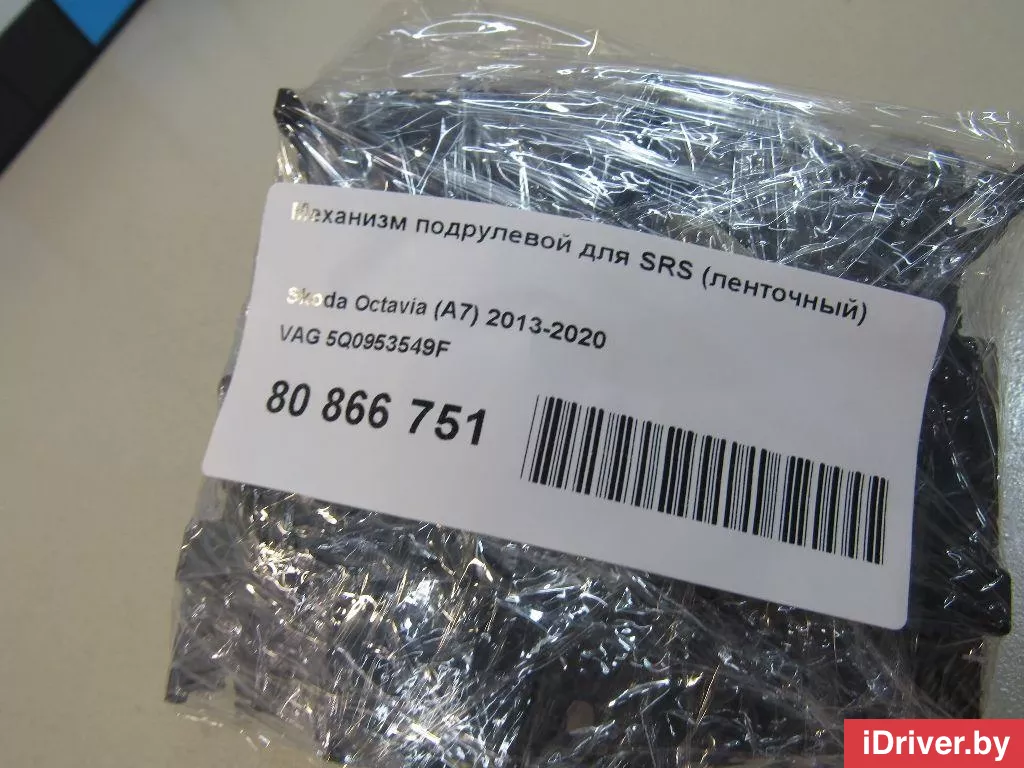 Механизм подрулевой для SRS (ленточный)
Skoda Octavia (A7) 2013-2020
VAG 5Q0953549F
80 866 751
iDriver.by